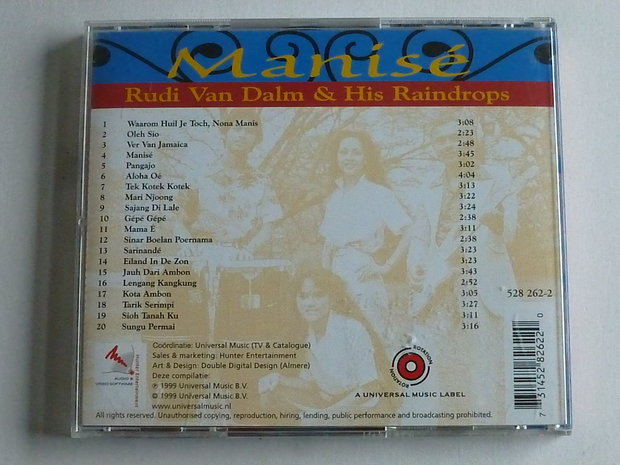 Manisé
Rudi Van Dalm & His Raindrops
1 Waarom Huil Je Toch, Nona Manis 3:08
2 Oleh Sio 2:23
3 Ver Van Jamaica 2:48
4 Manisé 3:45
5 Pangajo 3:02
6 Aloha Oé 4:04
7 Tek Kotek Kotek 3:13
8 Mari Njoong 3:22
9 Sajang Di Lale 3:24
10 Gépé Gépé 2:38
11 Mama É 3:11
12 Sinar Boelan Poernama 2:38
13 Sarinandé 3:23
14 Eiland In De Zon 3:23
15 Jauh Dari Ambon 3:43
16 Lengang Kangkung 2:52
17 Kota Ambon 3:05
18 Tarik Serimpi 3:27
19 Sioh Tanah Ku 3:11
20 Sungu Permai 3:16
528 262-2
Coördinatie: Universal Music (TV & Catalogue)
Sales & marketing: Hunter Entertainment
Art & Design: Double Digital Design (Almere)
Deze compilatie:
℗ 1999 Universal Music B.V.
© 1999 Universal Music B.V.
www.universalmusic.nl
AUDIO &
VIDEO SOFTWARE
Hunter Entertainment
ROTATION
ROTATION
A UNIVERSAL MUSIC LABEL
7 31452 82622 0
All rights reserved. Unauthorised copying, reproduction, hiring, lending, public performance and broadcasting prohibited.